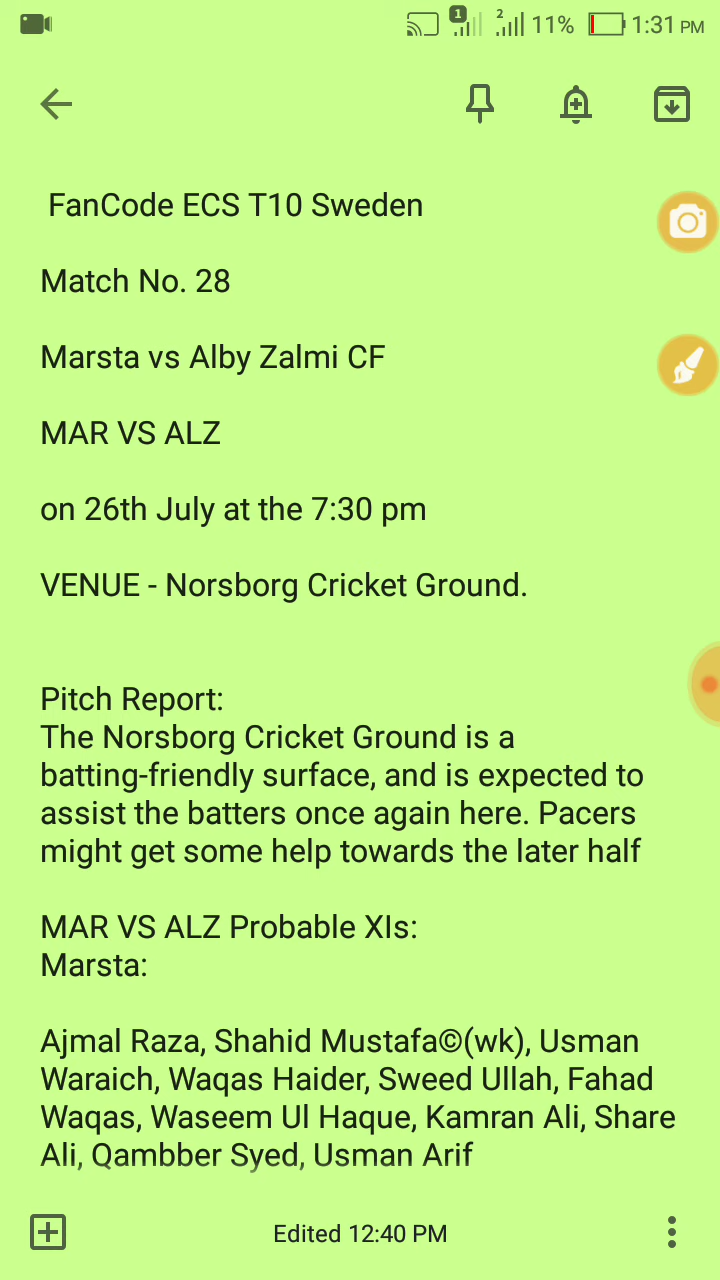 1 2 11% 1:31 PM
FanCode ECS T10 Sweden
Match No. 28
Marsta vs Alby Zalmi CF
MAR VS ALZ
on 26th July at the 7:30 pm
VENUE - Norsborg Cricket Ground.
Pitch Report:
The Norsborg Cricket Ground is a
batting-friendly surface, and is expected to
assist the batters once again here. Pacers
might get some help towards the later half
MAR VS ALZ Probable XIs:
Marsta:
Ajmal Raza, Shahid Mustafa©(wk), Usman
Waraich, Waqas Haider, Sweed Ullah, Fahad
Waqas, Waseem Ul Haque, Kamran Ali, Share
Ali, Qambber Syed, Usman Arif
Edited 12:40 PM